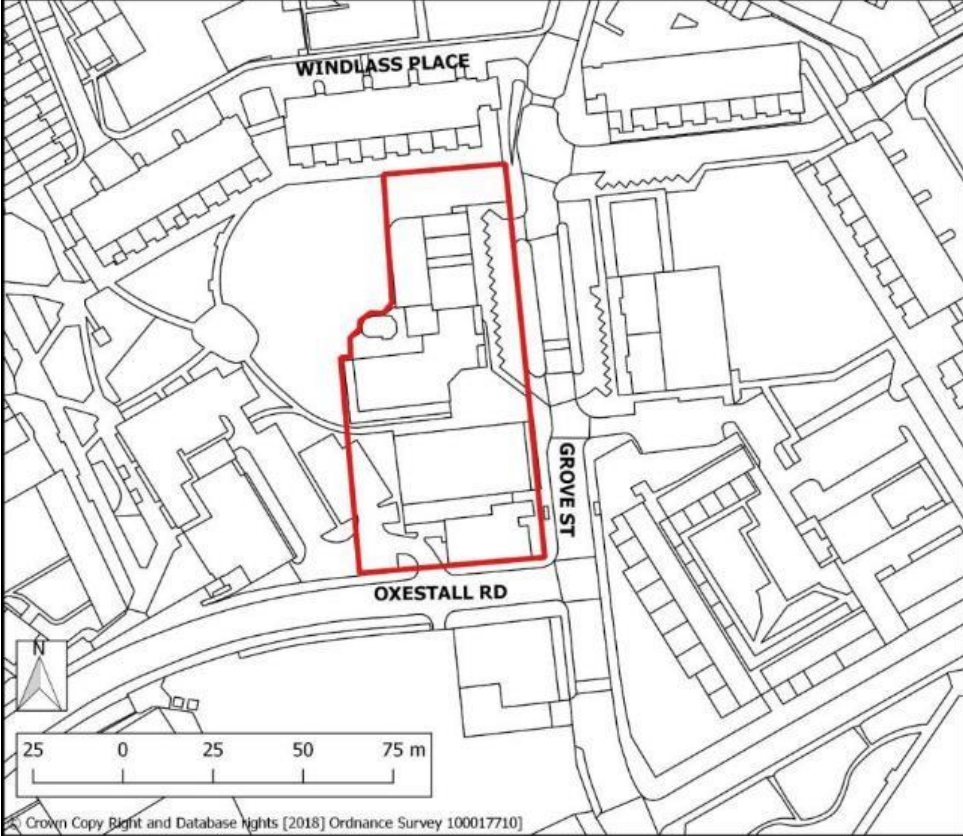 WINDLASS PLACE
GROVE ST
OXESTALL RD
N
25 0 25 50 75 m
© Crown Copy Right and Database rights [2018] Ordnance Survey 100017710]